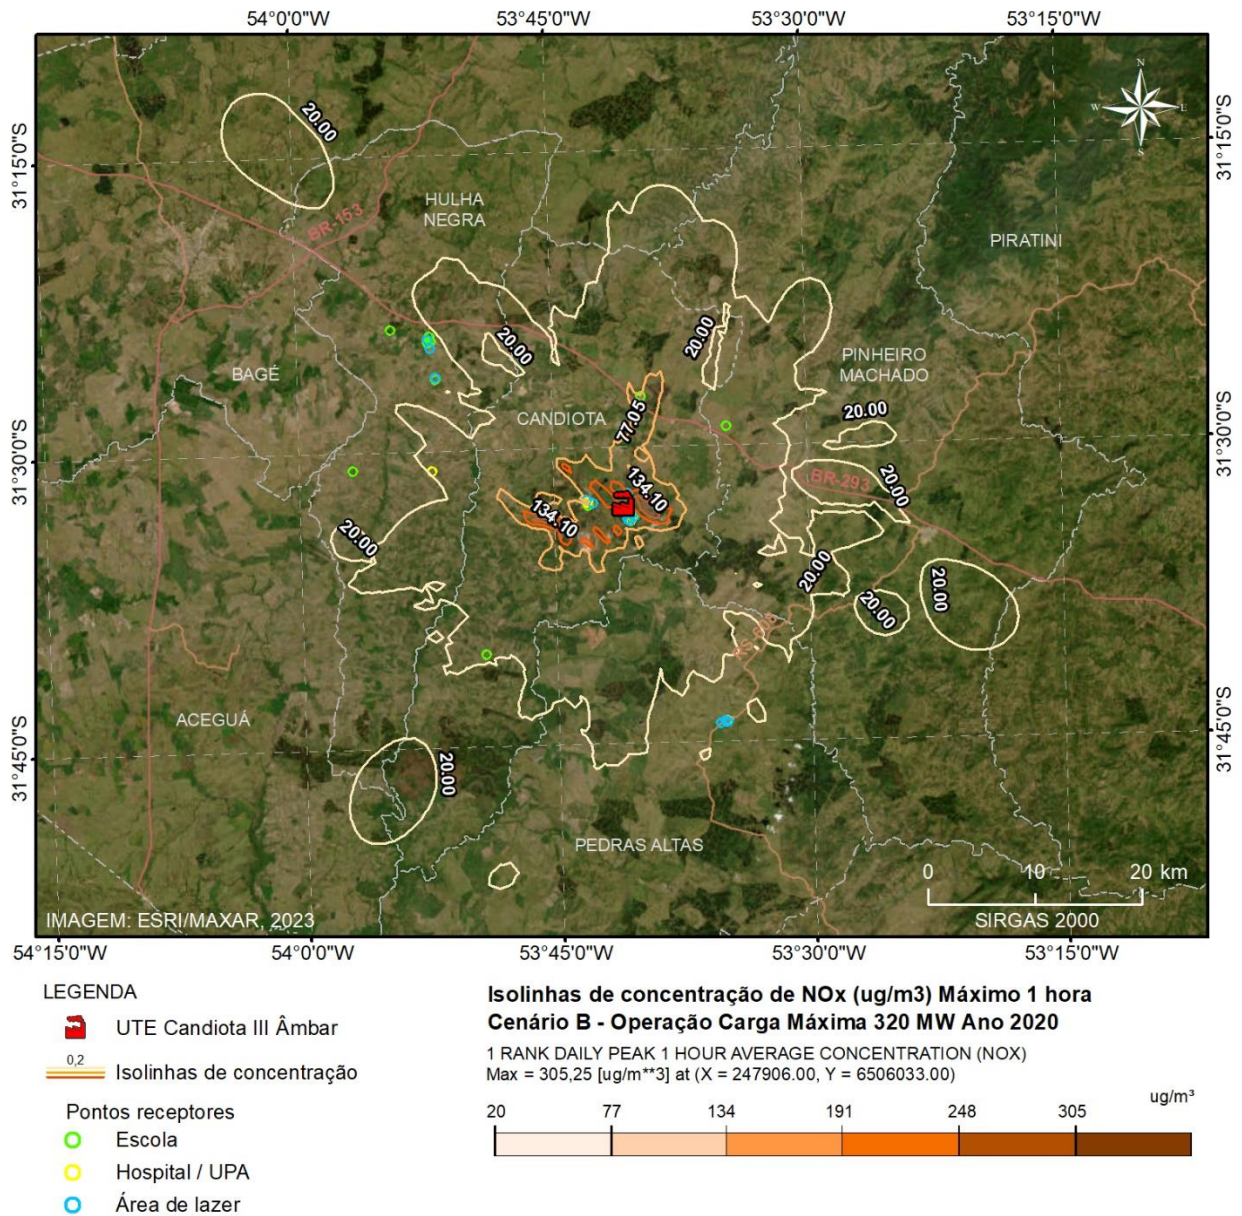 54°0'0"W 53°45'0"W 53°30'0"W 53°15'0"W
N
W E
S
31°15'0"S
31°15'0"S
20.00
HULHA
NEGRA
BR-153
PIRATINI
20.00
20.00
PINHEIRO
MACHADO
BAGÉ
CANDIOTA
77.05
20.00
31°30'0"S
31°30'0"S
134.10
BR-293
20.00
134.10
20.00
20.00
20.00
20.00
ACEGUÁ
31°45'0"S
31°45'0"S
20.00
PEDRAS ALTAS
0 10 20 km
SIRGAS 2000
IMAGEM: ESRI/MAXAR, 2023
54°15'0"W 54°0'0"W 53°45'0"W 53°30'0"W 53°15'0"W
LEGENDA
UTE Candiota III Âmbar
0,2
Isolinhas de concentração
Pontos receptores
Escola
Hospital / UPA
Área de lazer
Isolinhas de concentração de NOx (ug/m3) Máximo 1 hora
Cenário B - Operação Carga Máxima 320 MW Ano 2020
1 RANK DAILY PEAK 1 HOUR AVERAGE CONCENTRATION (NOX)
Max = 305,25 [ug/m**3] at (X = 247906.00, Y = 6506033.00)
ug/m³
20 77 134 191 248 305